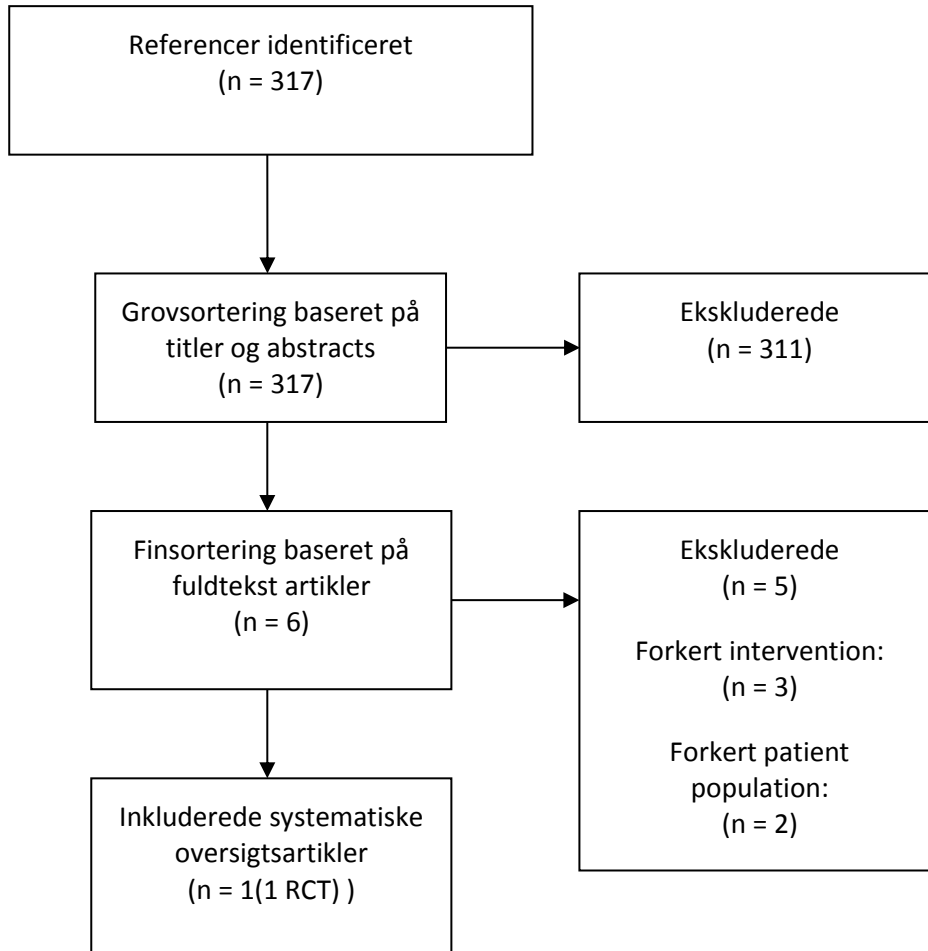 Referencer identificeret
(n = 317)
Grovsortering baseret på
titler og abstracts
(n = 317)
Ekskluderede
(n = 311)
Finsortering baseret på
fuldtekst artikler
(n = 6)
Ekskluderede
(n = 5)
Forkert intervention:
(n = 3)
Forkert patient
population:
(n = 2)
Inkluderede systematiske
oversigtsartikler
(n = 1(1 RCT) )